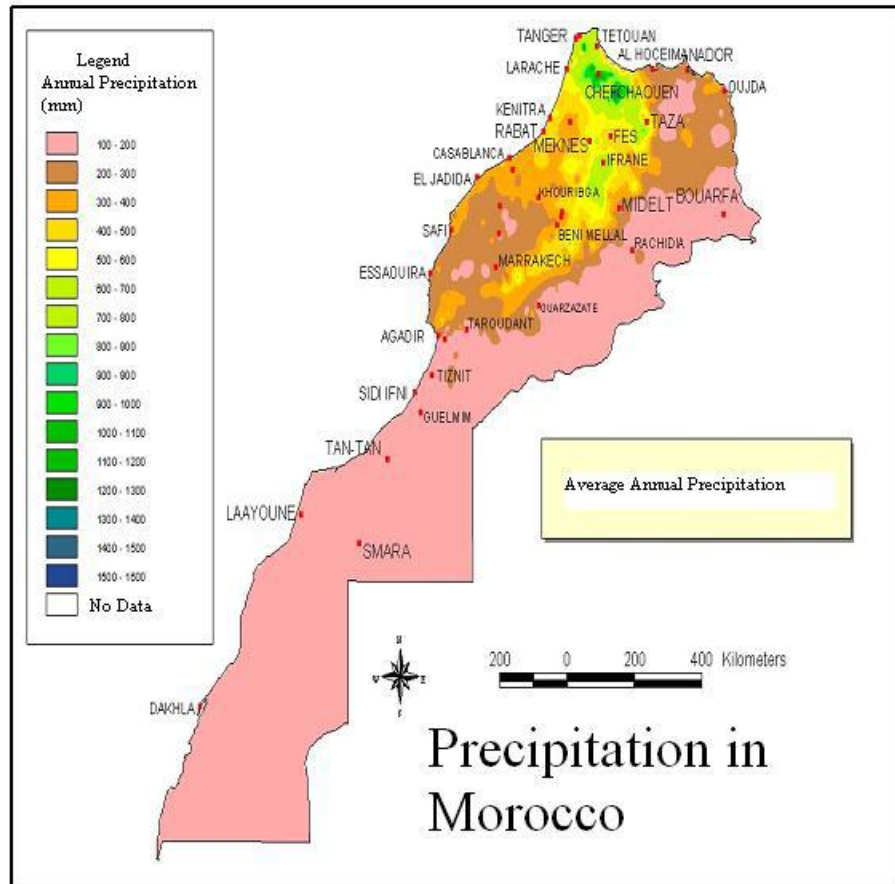 Legend
Annual Precipitation
(mm)
100 - 200
200 - 300
300 - 400
400 - 500
500 - 600
600 - 700
700 - 800
800 - 900
900 - 900
900 - 1000
1000 - 1100
1100 - 1200
1200 - 1300
1300 - 1400
1400 - 1500
1500 - 1600
No Data
TANGER
TETOUAN
AL HOCEIMA
NADOR
LARACHE
CHEFCHAOUEN
OUJDA
KENITRA
RABAT
TAZA
MEKNES
FES
CASABLANCA
IFRANE
EL JADIDA
KHOURIBGA
MIDELT
BOUARFA
SAFI
BENI MELLAL
RACHIDIA
MARRAKECH
ESSAOUIRA
OUARZAZATE
AGADIR
TAROUDANT
TIZNIT
SIDI IFNI
GUELMIM
TAN-TAN
LAAYOUNE
SMARA
DAKHLA
Average Annual Precipitation
N
W
E
200 0 200 400 Kilometers
Precipitation in
Morocco